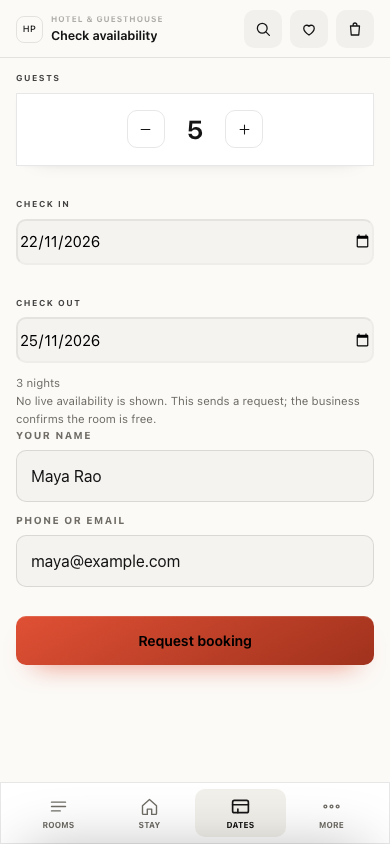 HP
HOTEL & GUESTHOUSE
Check availability
GUESTS
− 5 +
CHECK IN
22/11/2026
CHECK OUT
25/11/2026
3 nights
No live availability is shown. This sends a request; the business
confirms the room is free.
YOUR NAME
Maya Rao
PHONE OR EMAIL
maya@example.com
Request booking
ROOMS STAY DATES MORE